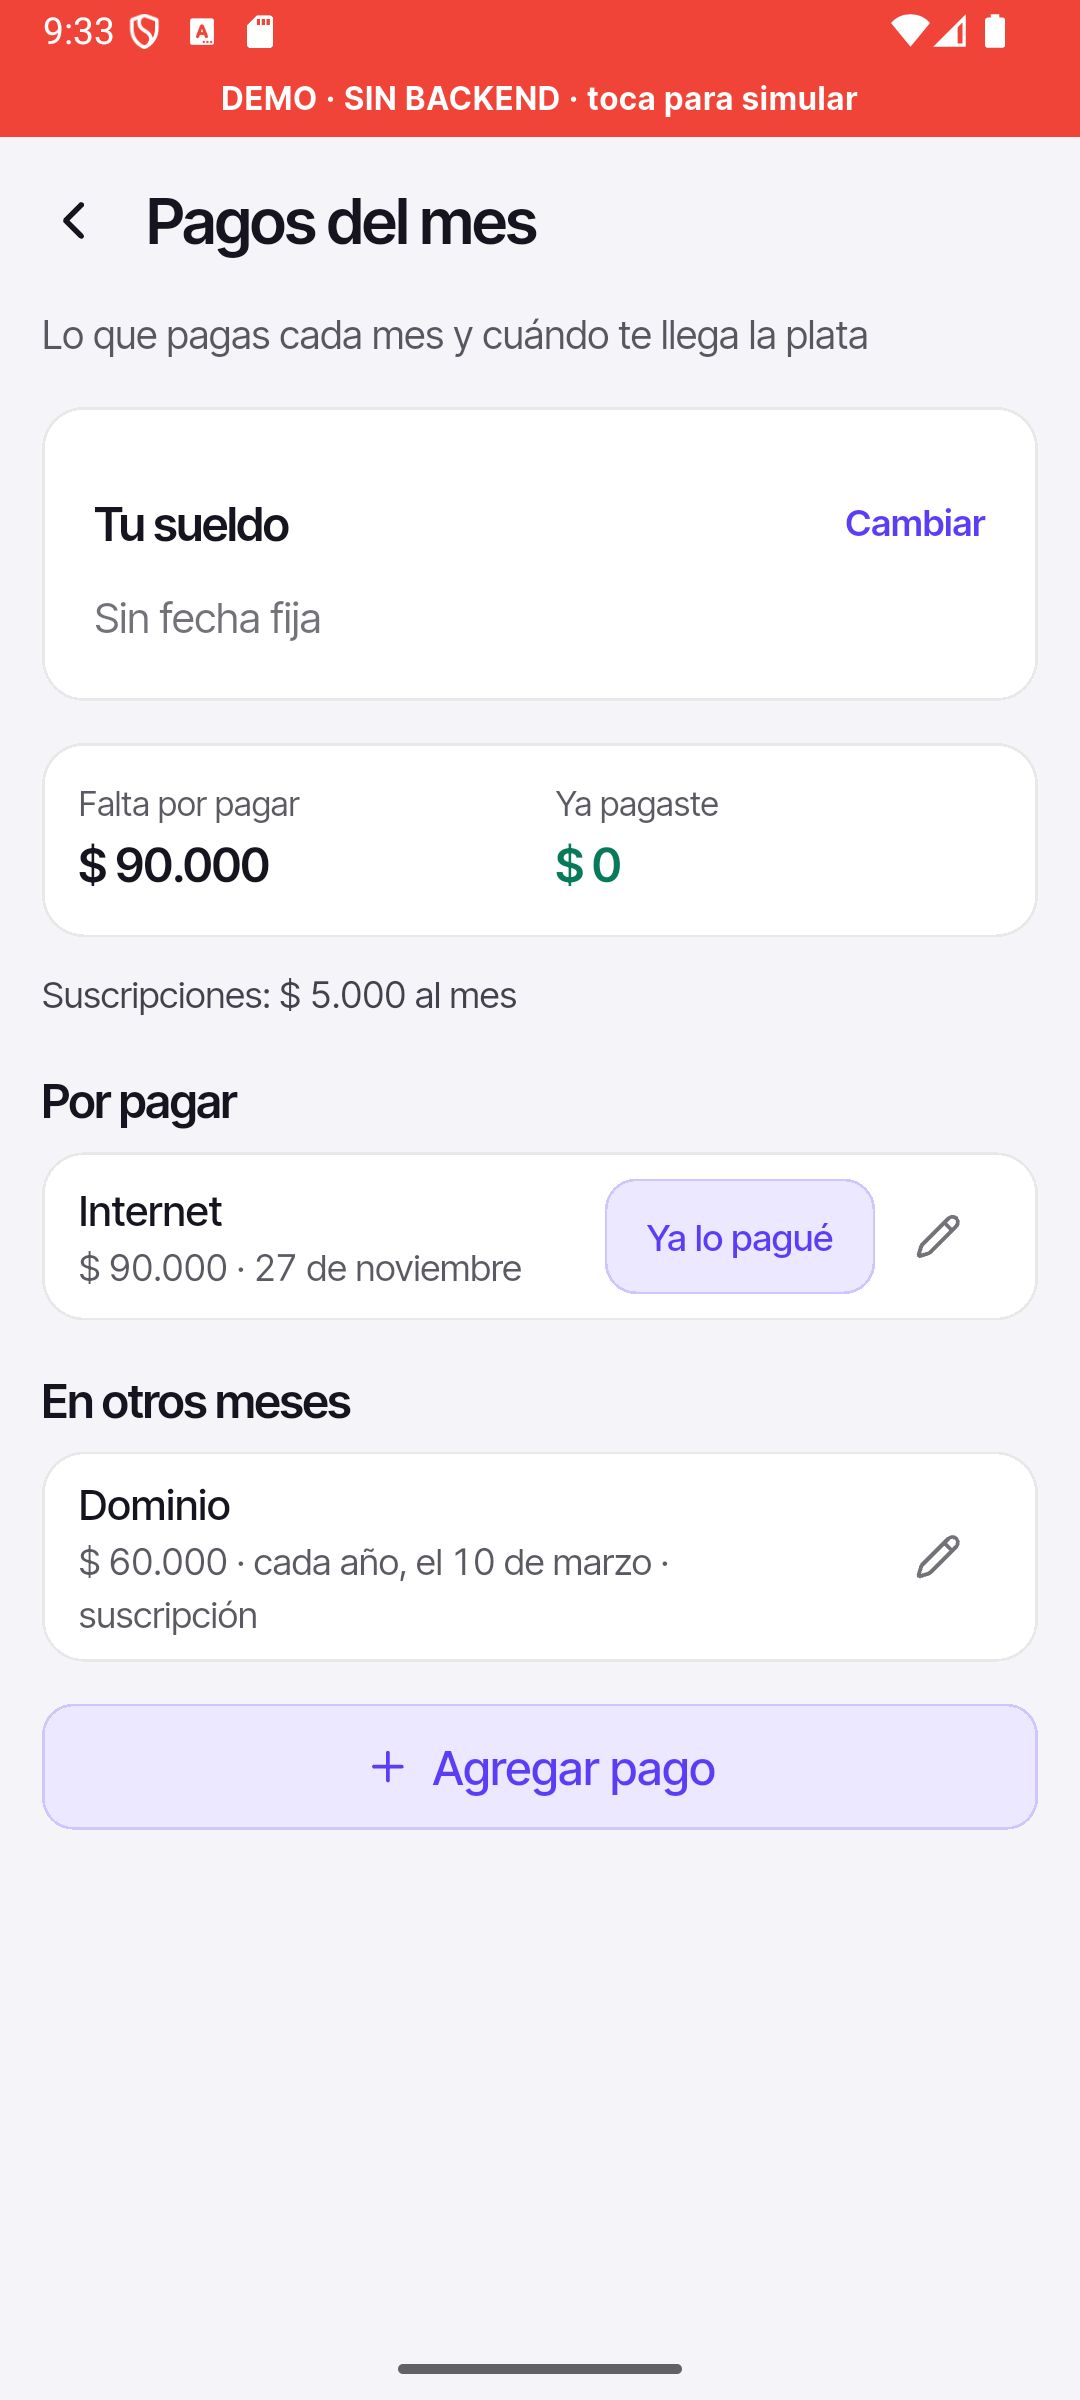 9:33
DEMO · SIN BACKEND · toca para simular
Pagos del mes
Lo que pagas cada mes y cuándo te llega la plata
Tu sueldo
Cambiar
Sin fecha fija
Falta por pagar
Ya pagaste
$ 90.000
$ 0
Suscripciones: $ 5.000 al mes
Por pagar
Internet
$ 90.000 · 27 de noviembre
Ya lo pagué
En otros meses
Dominio
$ 60.000 · cada año, el 10 de marzo ·
suscripción
+ Agregar pago